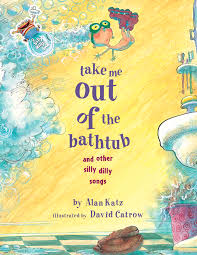 take me
out
of the
bathtub
and other
silly dilly
songs
by Alan Katz
illustrated by David Catrow